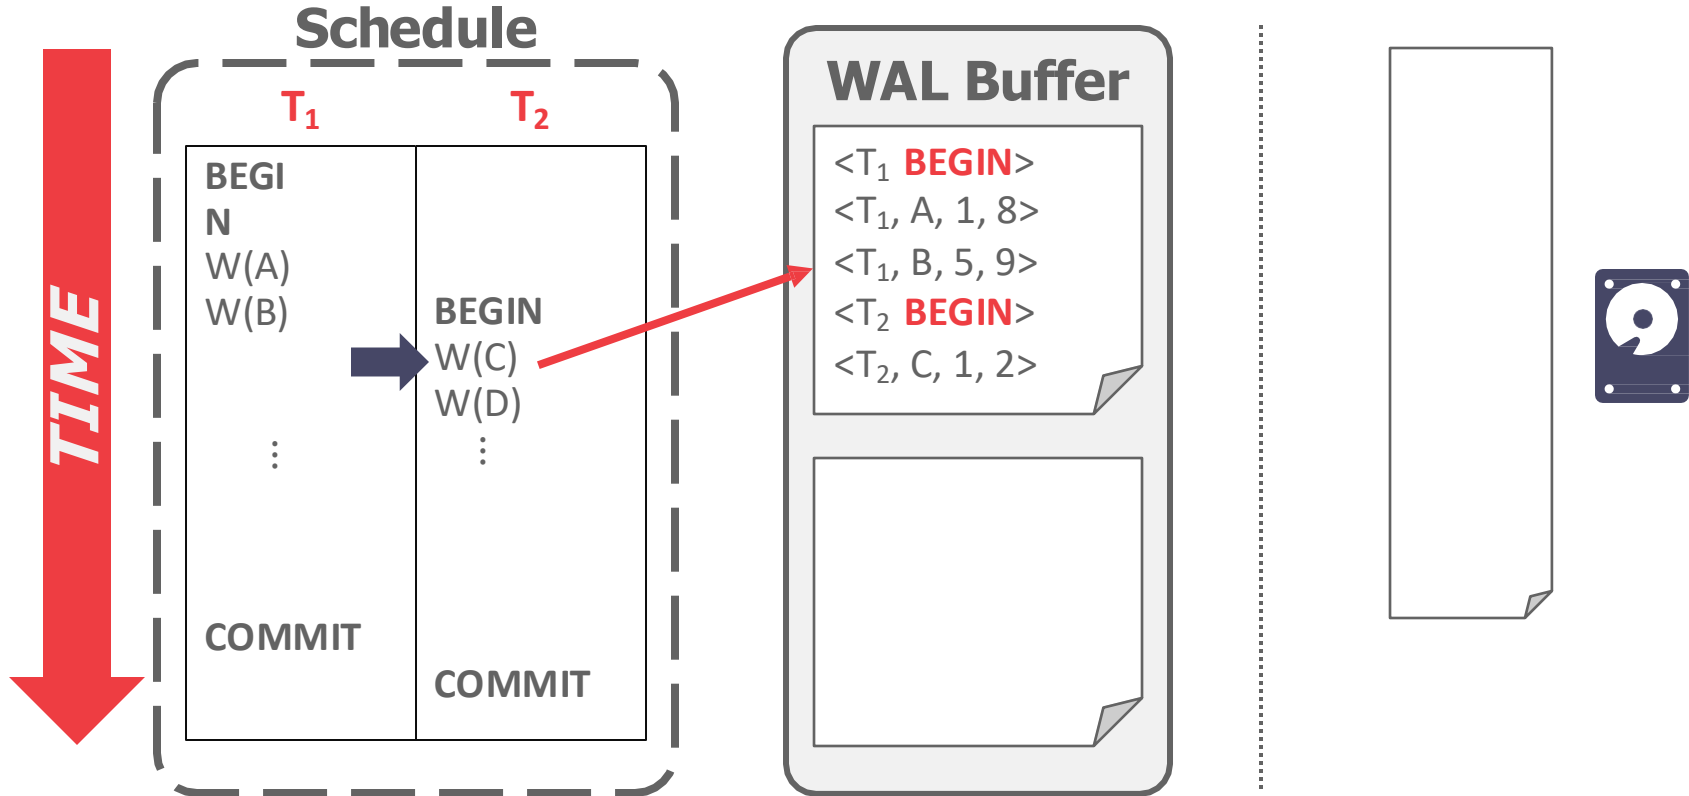 Schedule
T₁ T₂
BEGI
N
W(A)
W(B)
⋮
COMMIT
BEGIN
W(C)
W(D)
⋮
COMMIT
TIME
WAL Buffer
<T₁ BEGIN>
<T₁, A, 1, 8>
<T₁, B, 5, 9>
<T₂ BEGIN>
<T₂, C, 1, 2>